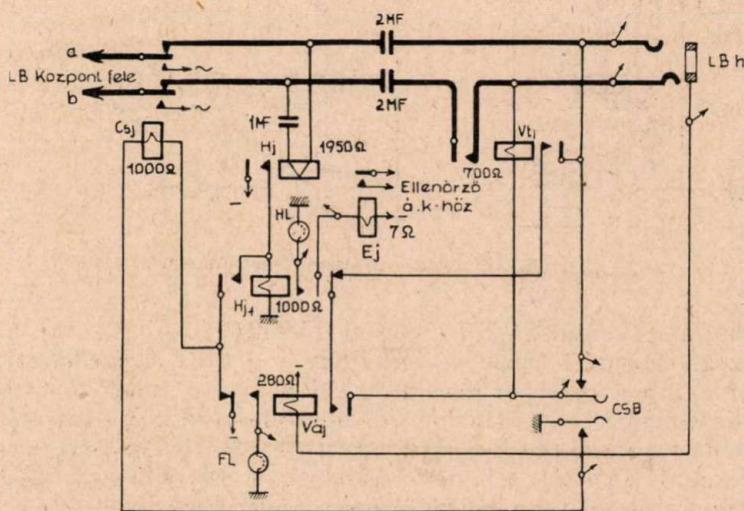 2MF
a
LB Központ felé
b
LB h
2MF
Csj
1000Ω
1MF
Hj
1950Ω
Vtj
700Ω
Ellenőrző
á.k-höz
HL
Ej
7Ω
Hj1
1000Ω
280Ω
Váj
CSB
FL